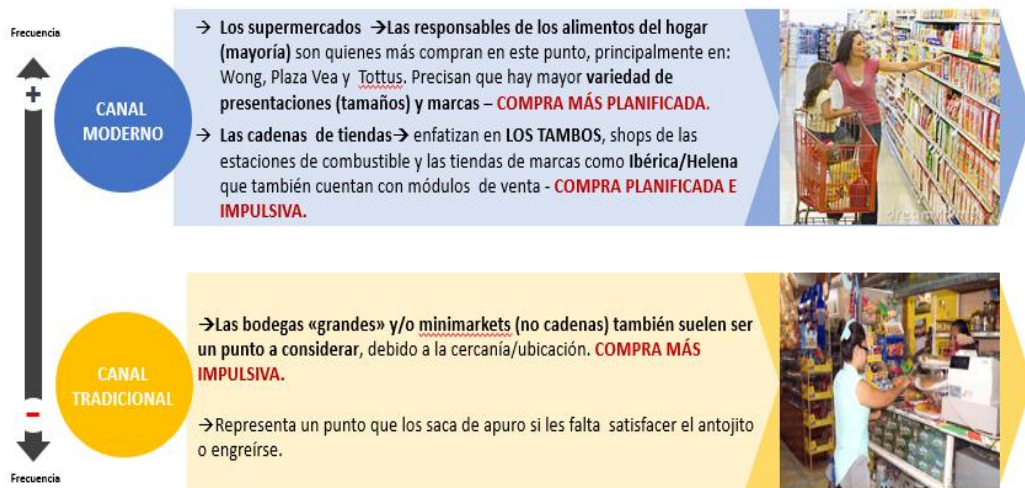 Frecuencia
+
CANAL
MODERNO
→ Los supermercados →Las responsables de los alimentos del hogar
(mayoría) son quienes más compran en este punto, principalmente en:
Wong, Plaza Vea y Tottus. Precisan que hay mayor variedad de
presentaciones (tamaños) y marcas – COMPRA MÁS PLANIFICADA.
→ Las cadenas de tiendas→ enfatizan en LOS TAMBOS, shops de las
estaciones de combustible y las tiendas de marcas como Ibérica/Helena
que también cuentan con módulos de venta - COMPRA PLANIFICADA E
IMPULSIVA.
CANAL
TRADICIONAL
→Las bodegas «grandes» y/o minimarkets (no cadenas) también suelen ser
un punto a considerar, debido a la cercanía/ubicación. COMPRA MÁS
IMPULSIVA.
→Representa un punto que los saca de apuro si les falta satisfacer el antojito
o engreírse.
-
Frecuencia